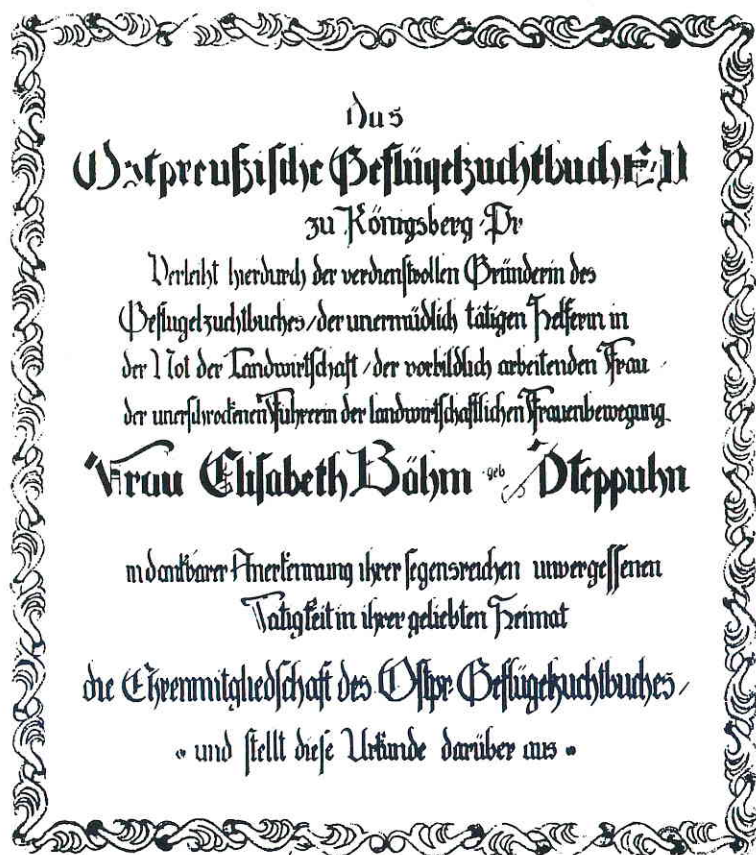 Das
Ostpreußische Geflügelzuchtbuch E.V
zu Königsberg Pr
Verleiht hierdurch der verdienstvollen Gründerin des
Geflügelzuchtbuches / der unermüdlich tätigen Helferin in
der Not der Landwirtschaft / der vorbildlich arbeitenden Frau /
der unerschrockenen Führerin der landwirtschaftlichen Frauenbewegung
Frau Elisabeth Böhm geb Steppuhn
in dankbarer Anerkennung ihrer segensreichen unvergessenen
Tätigkeit in ihrer geliebten Heimat
die Ehrenmitgliedschaft des Ostpr Geflügelzuchtbuches /
und stellt diese Urkunde darüber aus